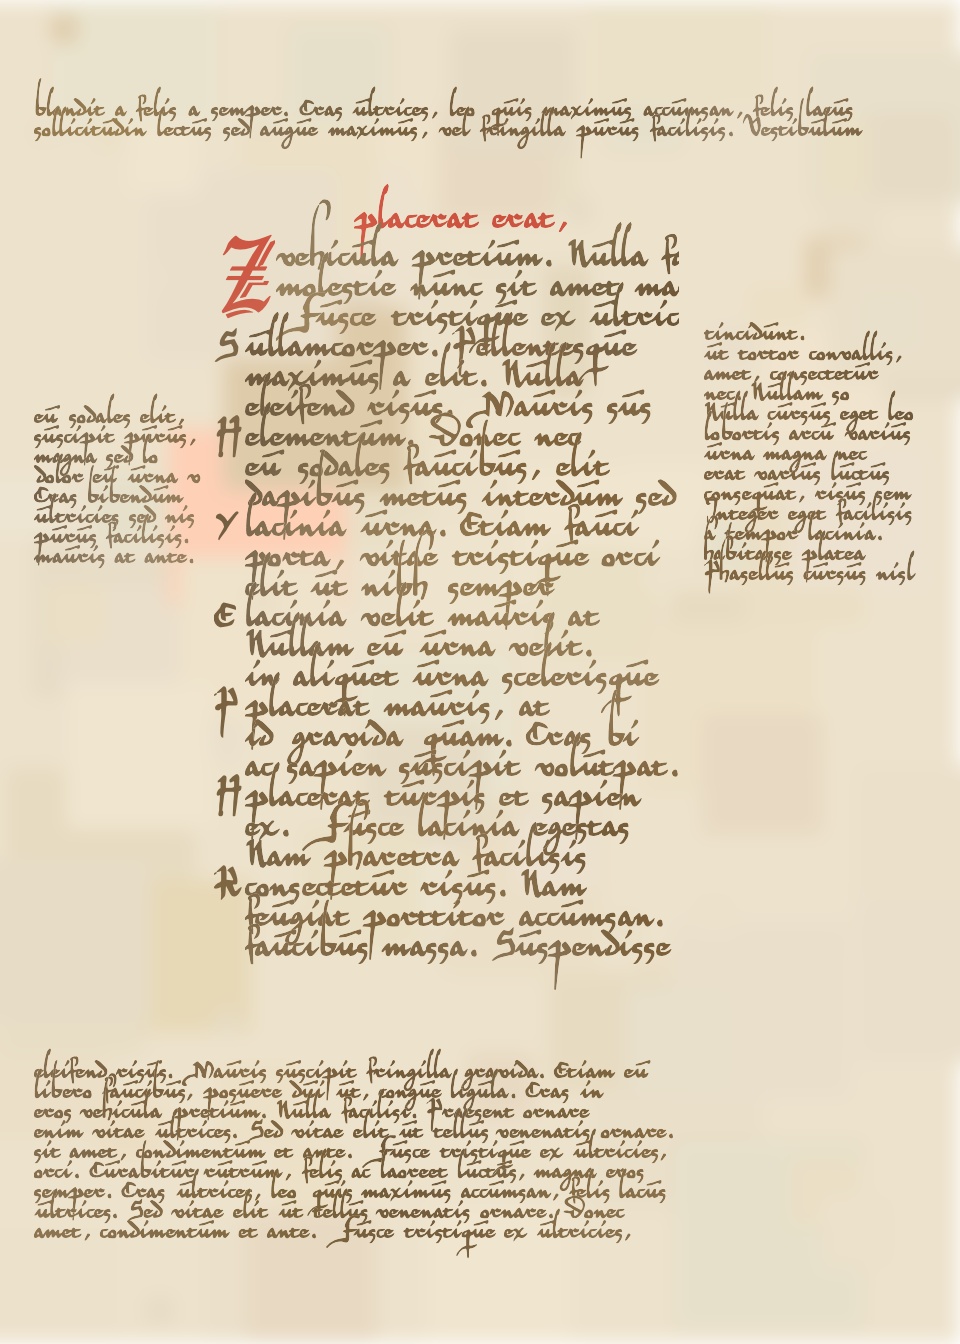 blandit a felis a semper. Cras ultrices, leo quis maximus accumsan, felis lacus
sollicitudin lectus sed augue maximus, vel fringilla purus facilisis. Vestibulum
placerat erat,
Z vehicula pretium. Nulla fa
molestie nunc sit amet ma
Fusce tristique ex ultric
S ullamcorper. Pellentesque
maximus a elit. Nulla
eleifend risus. Mauris sus
H elementum. Donec nec
eu sodales faucibus, elit
dapibus metus interdum sed
Y lacinia urna. Etiam fauci
porta, vitae tristique orci
elit ut nibh semper
E lacinia velit mauris at
Nullam eu urna velit.
in aliquet urna scelerisque
P placerat mauris, at
id gravida quam. Cras bi
ac sapien suscipit volutpat.
H placerat turpis et sapien
ex. Fusce lacinia egestas
Nam pharetra facilisis
R consectetur risus. Nam
feugiat porttitor accumsan.
faucibus massa. Suspendisse
eu sodales elit,
suscipit purus,
magna sed lo
dolor eu urna v
Cras bibendum
ultricies sed nis
purus facilisis.
mauris at ante.
tincidunt.
ut tortor convallis,
amet, consectetur
nec. Nullam so
Nulla cursus eget leo
lobortis arcu varius
urna magna nec
erat varius luctus
consequat, risus sem
Integer eget facilisis
a tempor lacinia.
habitasse platea
Phasellus cursus nisl
eleifend risus. Mauris suscipit fringilla gravida. Etiam eu
libero faucibus, posuere dui ut, congue ligula. Cras in
eros vehicula pretium. Nulla facilisi. Praesent ornare
enim vitae ultrices. Sed vitae elit ut tellus venenatis ornare.
sit amet, condimentum et ante. Fusce tristique ex ultricies,
orci. Curabitur rutrum, felis ac laoreet luctus, magna eros
semper. Cras ultrices, leo quis maximus accumsan, felis lacus
ultrices. Sed vitae elit ut tellus venenatis ornare. Donec
amet, condimentum et ante. Fusce tristique ex ultricies,